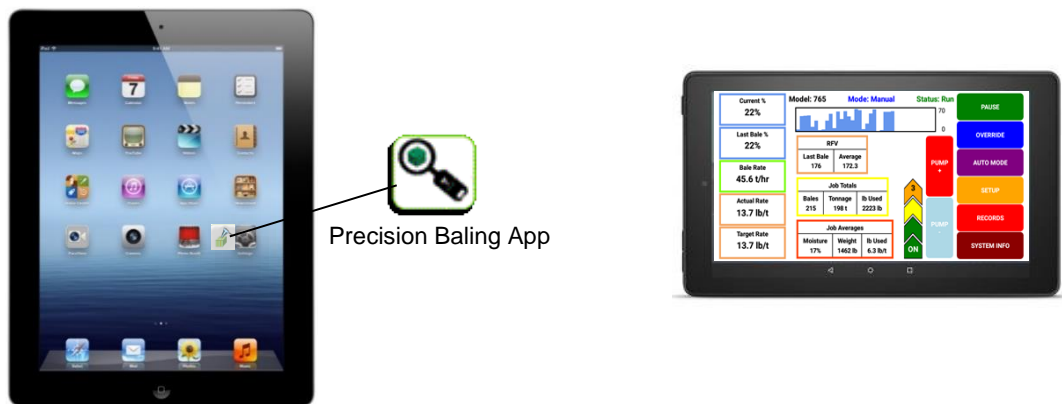 7
Precision Baling App
Current %
22%
Last Bale %
22%
Bale Rate
45.6 t/hr
Actual Rate
13.7 lb/t
Target Rate
13.7 lb/t
Model: 765 Mode: Manual Status: Run
70
0
RFV
Last Bale Average
176 172.3
Job Totals
Bales Tonnage lb Used
215 198 t 2223 lb
Job Averages
Moisture Weight lb Used
17% 1462 lb 6.3 lb/t
3
ON
PUMP
+
PUMP
-
PAUSE
OVERRIDE
AUTO MODE
SETUP
RECORDS
SYSTEM INFO